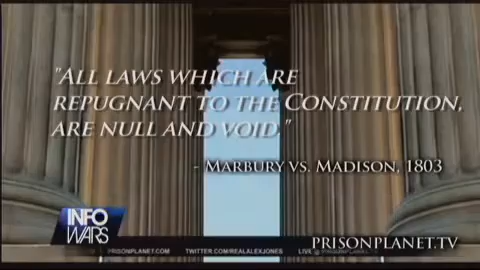 "All laws which are
repugnant to the Constitution,
are null and void"
- Marbury vs. Madison, 1803
INFO
WARS
PRISONPLANET.COM
TWITTER.COM/REALALEXJONES
LIVE @
PRISONPLANET.TV